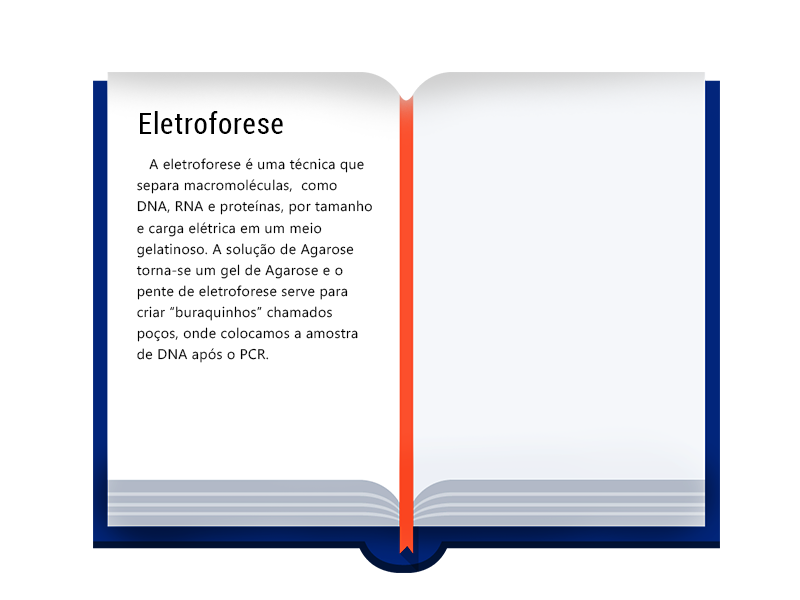 Eletroforese
A eletroforese é uma técnica que
separa macromoléculas, como
DNA, RNA e proteínas, por tamanho
e carga elétrica em um meio
gelatinoso. A solução de Agarose
torna-se um gel de Agarose e o
pente de eletroforese serve para
criar “buraquinhos” chamados
poços, onde colocamos a amostra
de DNA após o PCR.